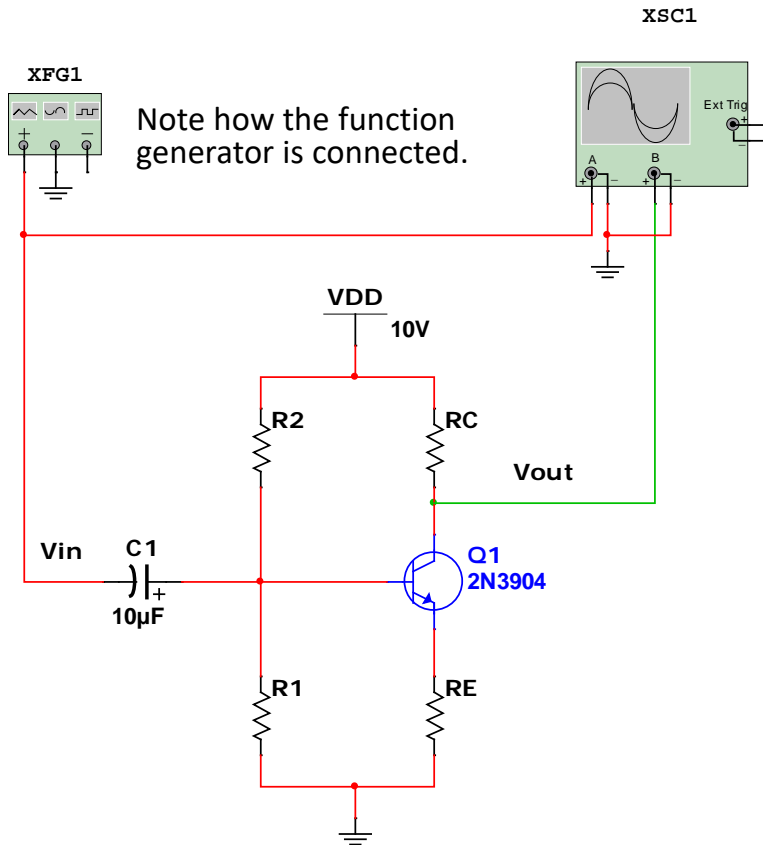 XSC1
XFG1
Note how the function
generator is connected.
Ext Trig
+
−
A
B
+
−
+
−
+
−
VDD
10V
R2
RC
Vout
Vin
C1
+
10µF
Q1
2N3904
R1
RE